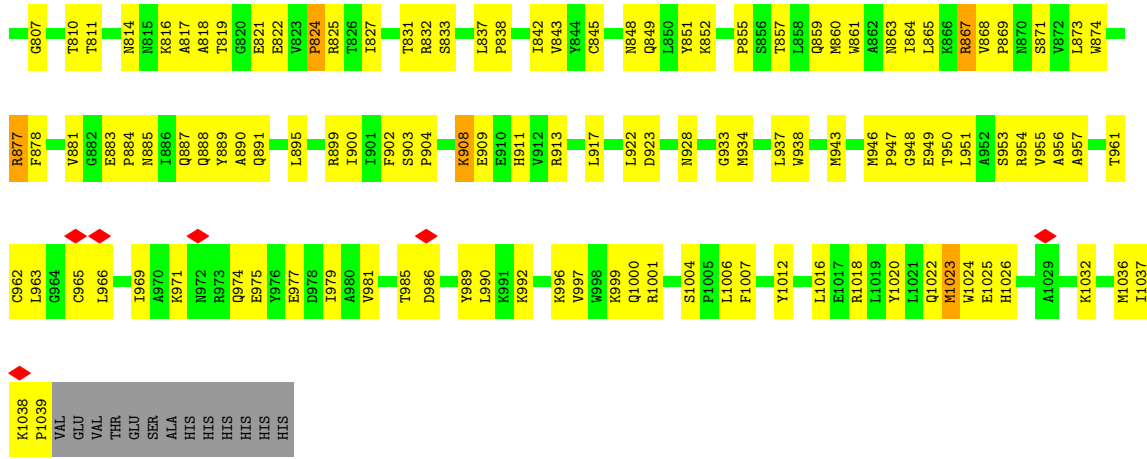 G807 T810 T811 N814 N815 K816 A817 A818 T819 G820 E821 E822 V823 P824 R825 T826 I827 T831 R832 S833 L837 P838 I842 V843 Y844 C845 N848 Q849 L850 Y851 K852 P855 S856 T857 L858 Q859 M860 W861 A862 N863 I864 L865 K866 R867 V868 P869 N870 S871 V872 L873 W874
R877 F878 V881 G882 E883 P884 N885 I886 Q887 Q888 Y889 A890 Q891 L895 R899 I900 I901 F902 S903 P904 K908 E909 E910 H911 V912 R913 L917 L922 D923 N928 G933 M934 L937 W938 M943 M946 P947 G948 E949 T950 L951 A952 S953 R954 V955 A956 A957 T961
C962 L963 G964 C965 L966 I969 A970 K971 N972 R973 Q974 E975 Y976 E977 D978 I979 A980 V981 T985 D986 Y989 L990 K991 K992 K996 V997 W998 K999 Q1000 R1001 S1004 P1005 L1006 F1007 Y1012 L1016 E1017 R1018 L1019 Y1020 L1021 Q1022 M1023 W1024 E1025 H1026 A1029 K1032 M1036 I1037
K1038 P1039 VAL GLU VAL THR GLU SER ALA HIS HIS HIS HIS HIS HIS